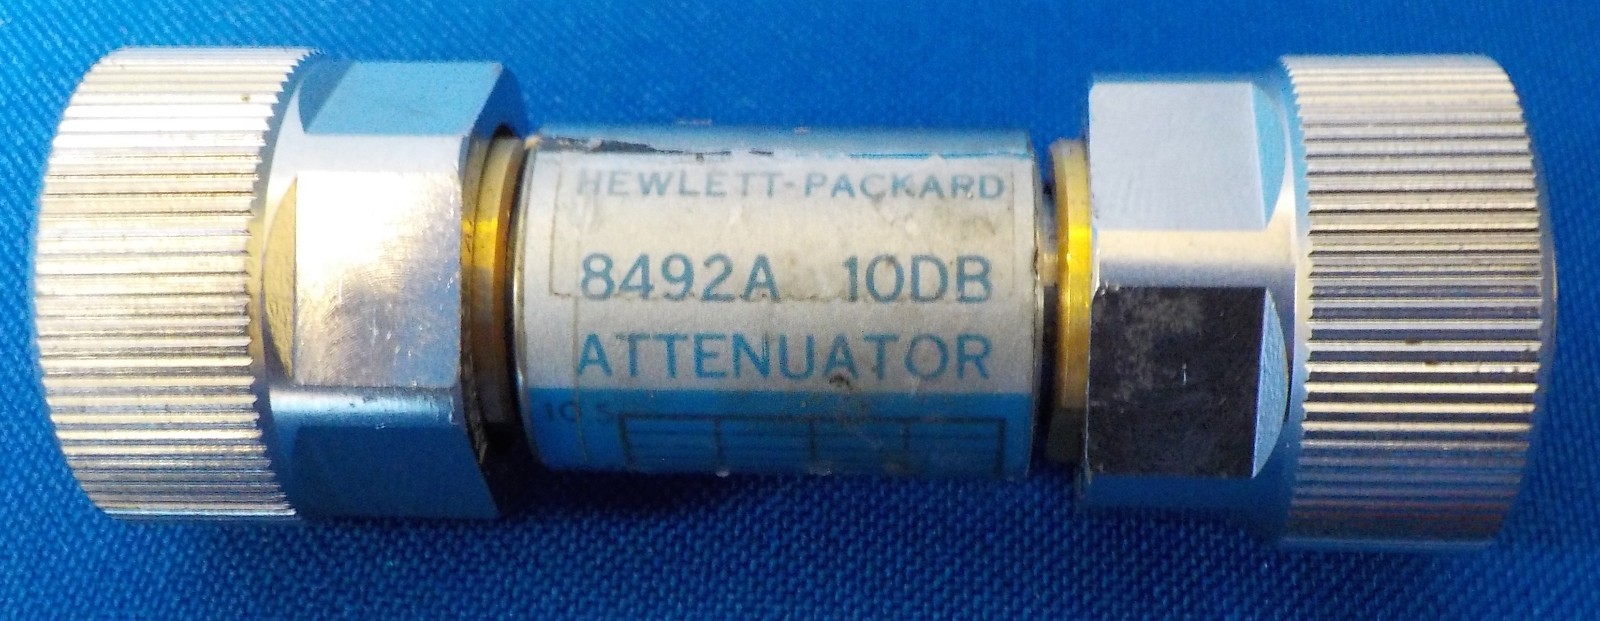 HEWLETT-PACKARD
8492A 10DB
ATTENUATOR